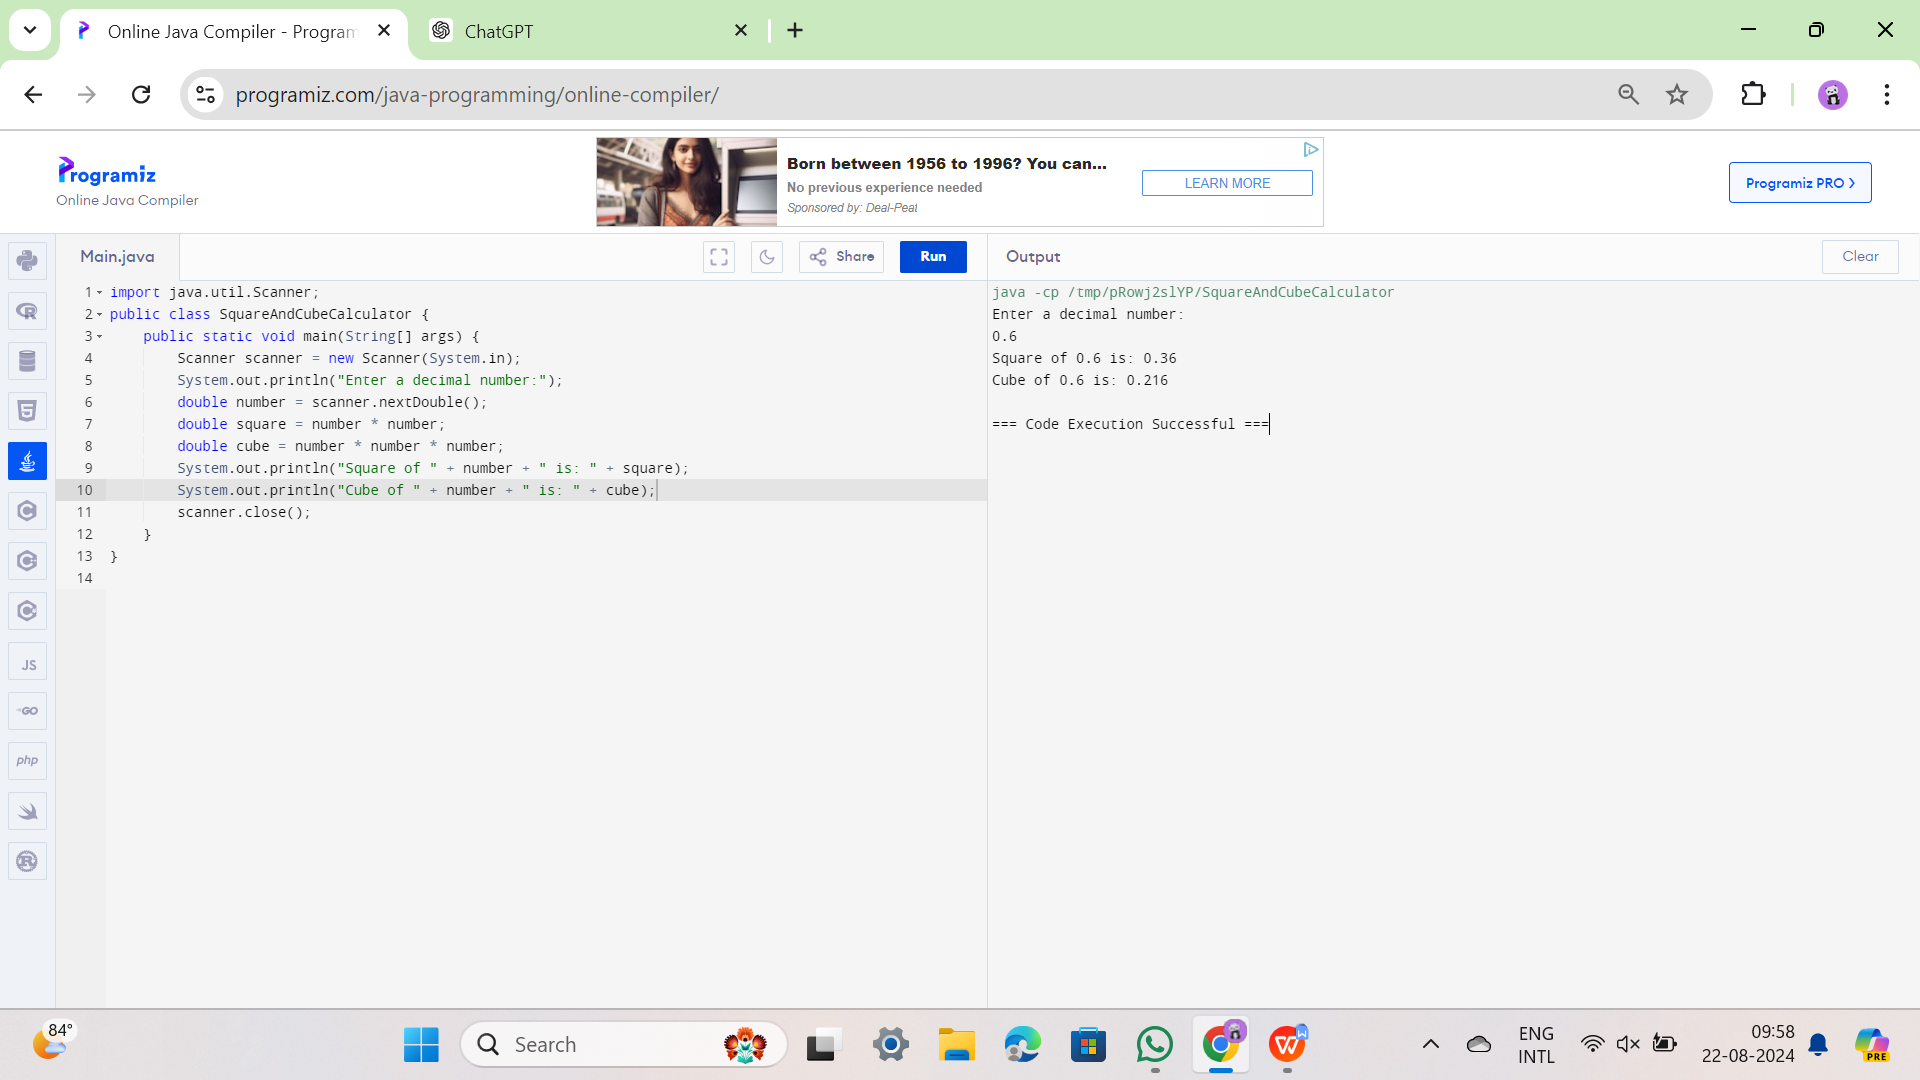 Online Java Compiler - Program
ChatGPT
programiz.com/java-programming/online-compiler/
Programiz
Online Java Compiler
Born between 1956 to 1996? You can...
No previous experience needed
Sponsored by: Deal-Peat
LEARN MORE
Programiz PRO >
Main.java
Share
Run
Output
Clear
1 import java.util.Scanner;
2 public class SquareAndCubeCalculator {
3 public static void main(String[] args) {
4 Scanner scanner = new Scanner(System.in);
5 System.out.println("Enter a decimal number:");
6 double number = scanner.nextDouble();
7 double square = number * number;
8 double cube = number * number * number;
9 System.out.println("Square of " + number + " is: " + square);
10 System.out.println("Cube of " + number + " is: " + cube);
11 scanner.close();
12 }
13 }
14
java -cp /tmp/pRowj2slYP/SquareAndCubeCalculator
Enter a decimal number:
0.6
Square of 0.6 is: 0.36
Cube of 0.6 is: 0.216
=== Code Execution Successful ===
JS
GO
php
84°
Search
ENG
INTL
09:58
22-08-2024
PRE